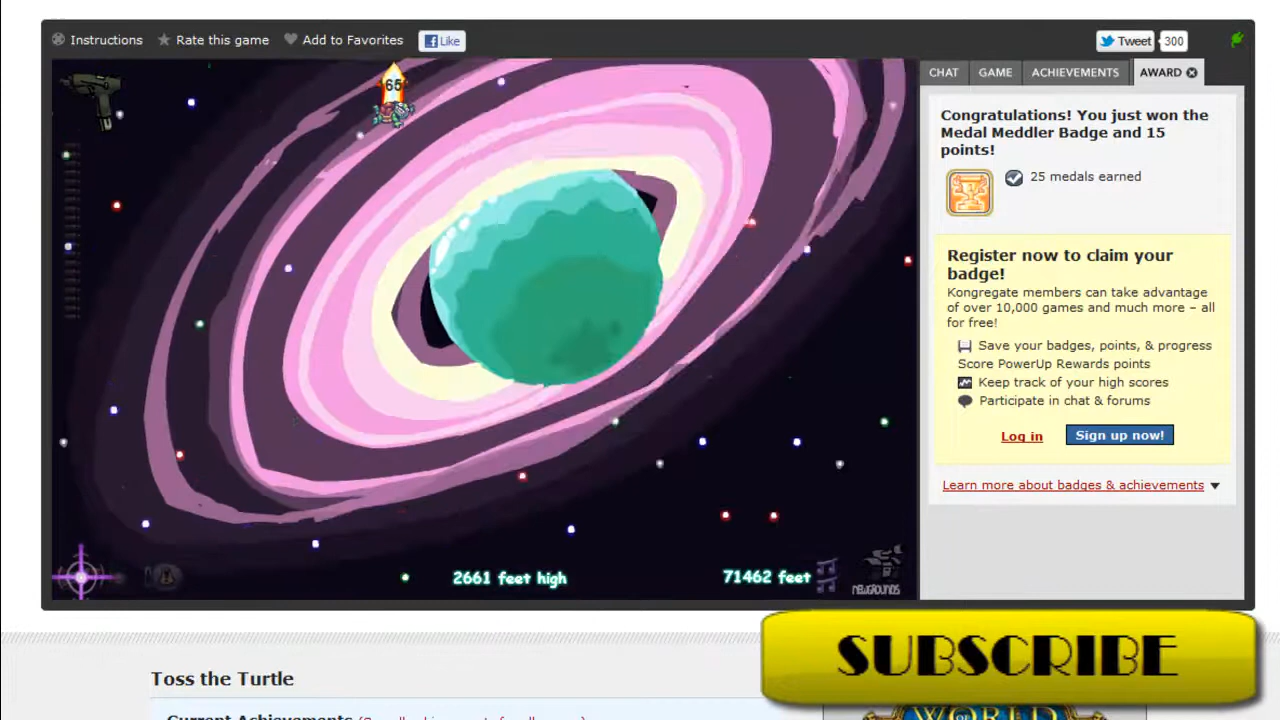 Instructions
Rate this game
Add to Favorites
Like
Tweet
300
65
CHAT
GAME
ACHIEVEMENTS
AWARD
Congratulations! You just won the
Medal Meddler Badge and 15
points!
25 medals earned
Register now to claim your
badge!
Kongregate members can take advantage
of over 10,000 games and much more – all
for free!
Save your badges, points, & progress
Score PowerUp Rewards points
Keep track of your high scores
Participate in chat & forums
Log in
Sign up now!
Learn more about badges & achievements
2661 feet high
71462 feet
NEWGROUNDS
SUBSCRIBE
Toss the Turtle
Current Achievements
WORLD